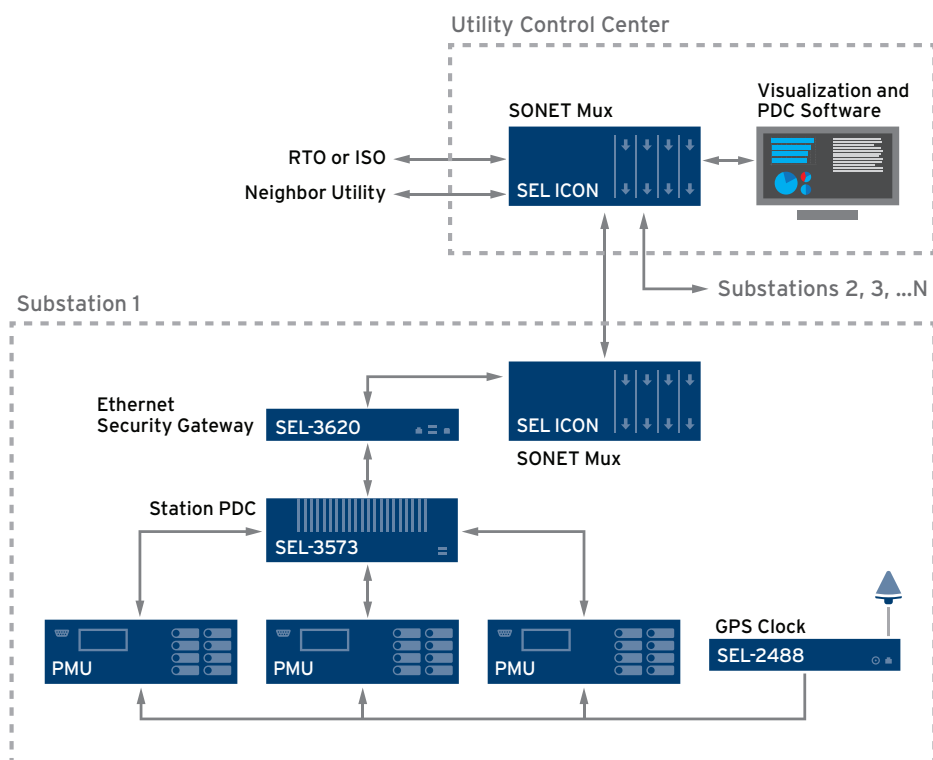 Utility Control Center
Visualization and
PDC Software
SONET Mux
RTO or ISO
Neighbor Utility
SEL ICON
Substations 2, 3, ...N
Substation 1
Ethernet
Security Gateway
SEL-3620
SEL ICON
SONET Mux
Station PDC
SEL-3573
PMU
PMU
PMU
GPS Clock
SEL-2488